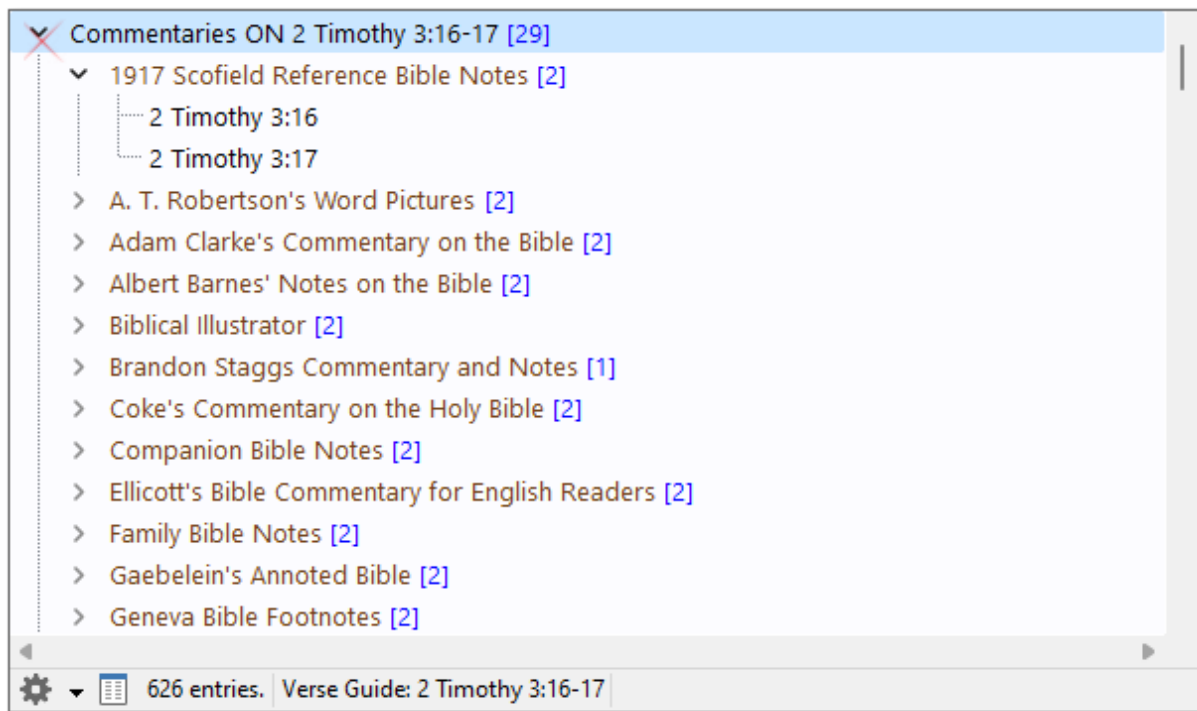 Commentaries ON 2 Timothy 3:16-17 [29]
1917 Scofield Reference Bible Notes [2]
2 Timothy 3:16
2 Timothy 3:17
A. T. Robertson's Word Pictures [2]
Adam Clarke's Commentary on the Bible [2]
Albert Barnes' Notes on the Bible [2]
Biblical Illustrator [2]
Brandon Staggs Commentary and Notes [1]
Coke's Commentary on the Holy Bible [2]
Companion Bible Notes [2]
Ellicott's Bible Commentary for English Readers [2]
Family Bible Notes [2]
Gaebelein's Annoted Bible [2]
Geneva Bible Footnotes [2]
626 entries. Verse Guide: 2 Timothy 3:16-17